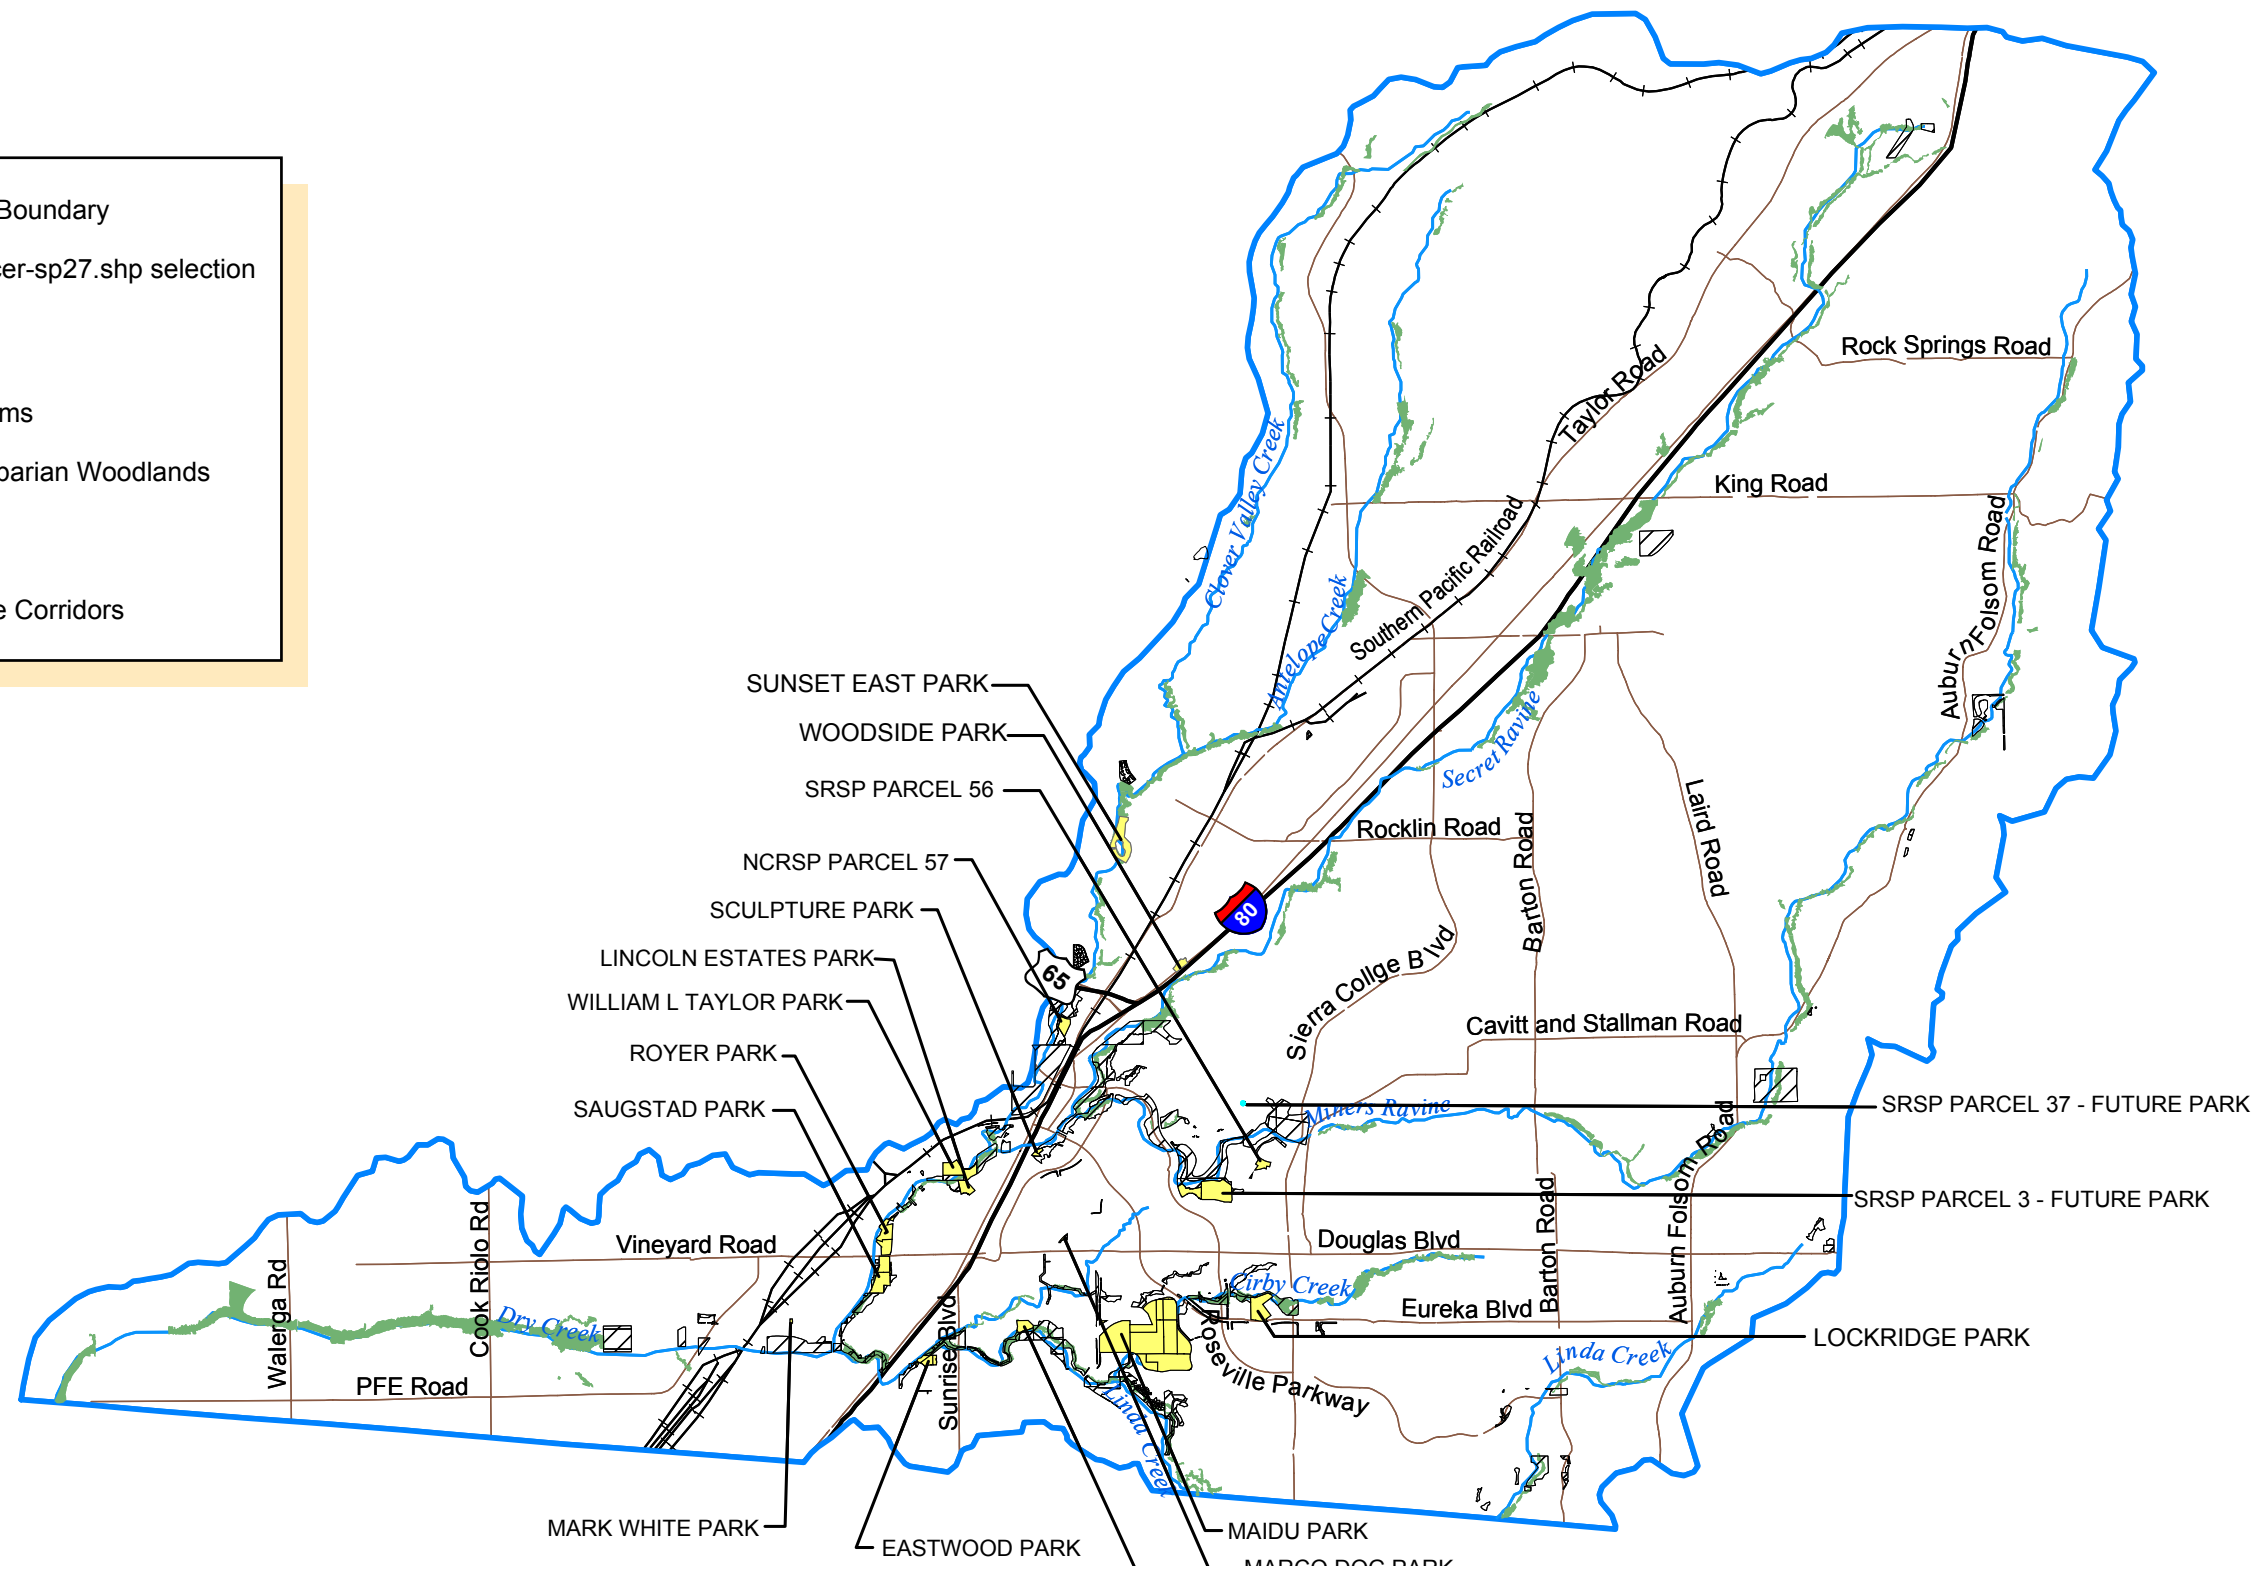 Boundary
cer-sp27.shp selection
ms
parian Woodlands
e Corridors
Rock Springs Road
Taylor Road
King Road
Clover Valley Creek
Antelope Creek
Southern Pacific Railroad
Auburn Folsom Road
SUNSET EAST PARK
WOODSIDE PARK
SRSP PARCEL 56
NCRSP PARCEL 57
SCULPTURE PARK
LINCOLN ESTATES PARK
WILLIAM L TAYLOR PARK
ROYER PARK
SAUGSTAD PARK
Secret Ravine
Rocklin Road
Barton Road
Laird Road
80
65
Sierra Collge Blvd
Cavitt and Stallman Road
Miners Ravine
SRSP PARCEL 37 - FUTURE PARK
SRSP PARCEL 3 - FUTURE PARK
Auburn Folsom Road
Barton Road
Douglas Blvd
Vineyard Road
Cook Riolo Rd
Walerga Rd
Dry Creek
PFE Road
Sunrise Blvd
Cirby Creek
Eureka Blvd
LOCKRIDGE PARK
Linda Creek
Roseville Parkway
Linda Creek
MARK WHITE PARK
EASTWOOD PARK
MAIDU PARK
MARCO DOG PARK